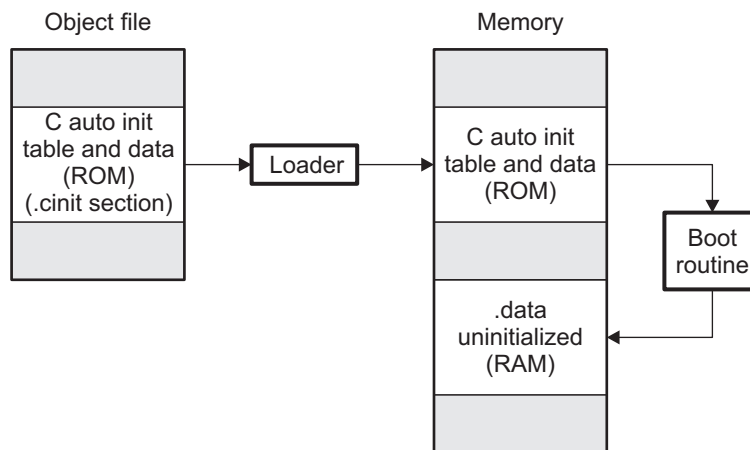 Object file
Memory
C auto init
table and data
(ROM)
(.cinit section)
Loader
C auto init
table and data
(ROM)
Boot
routine
.data
uninitialized
(RAM)